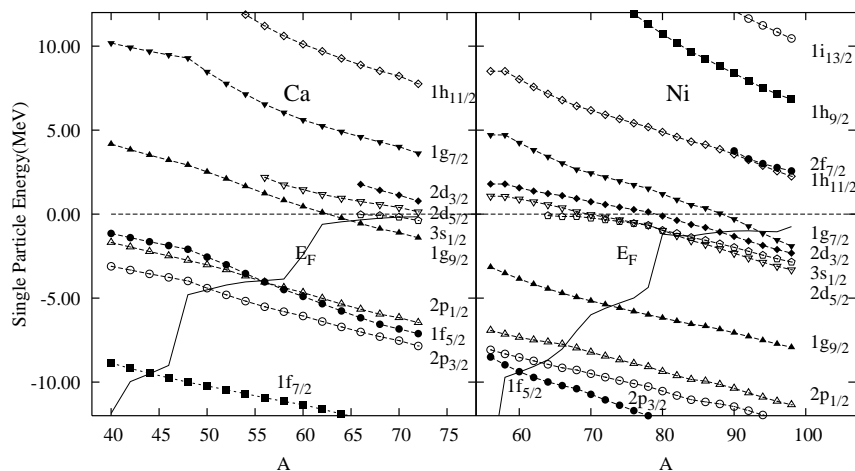 10.00
5.00
0.00
-5.00
-10.00
Single Particle Energy(MeV)
Ca
1h11/2
1g7/2
2d3/2
2d5/2
3s1/2
1g9/2
EF
2p1/2
1f5/2
2p3/2
1f7/2
40 45 50 55 60 65 70 75
A
Ni
1i13/2
1h9/2
2f7/2
1h11/2
1g7/2
2d3/2
3s1/2
2d5/2
EF
1g9/2
2p1/2
1f5/2
2p3/2
60 70 80 90 100
A